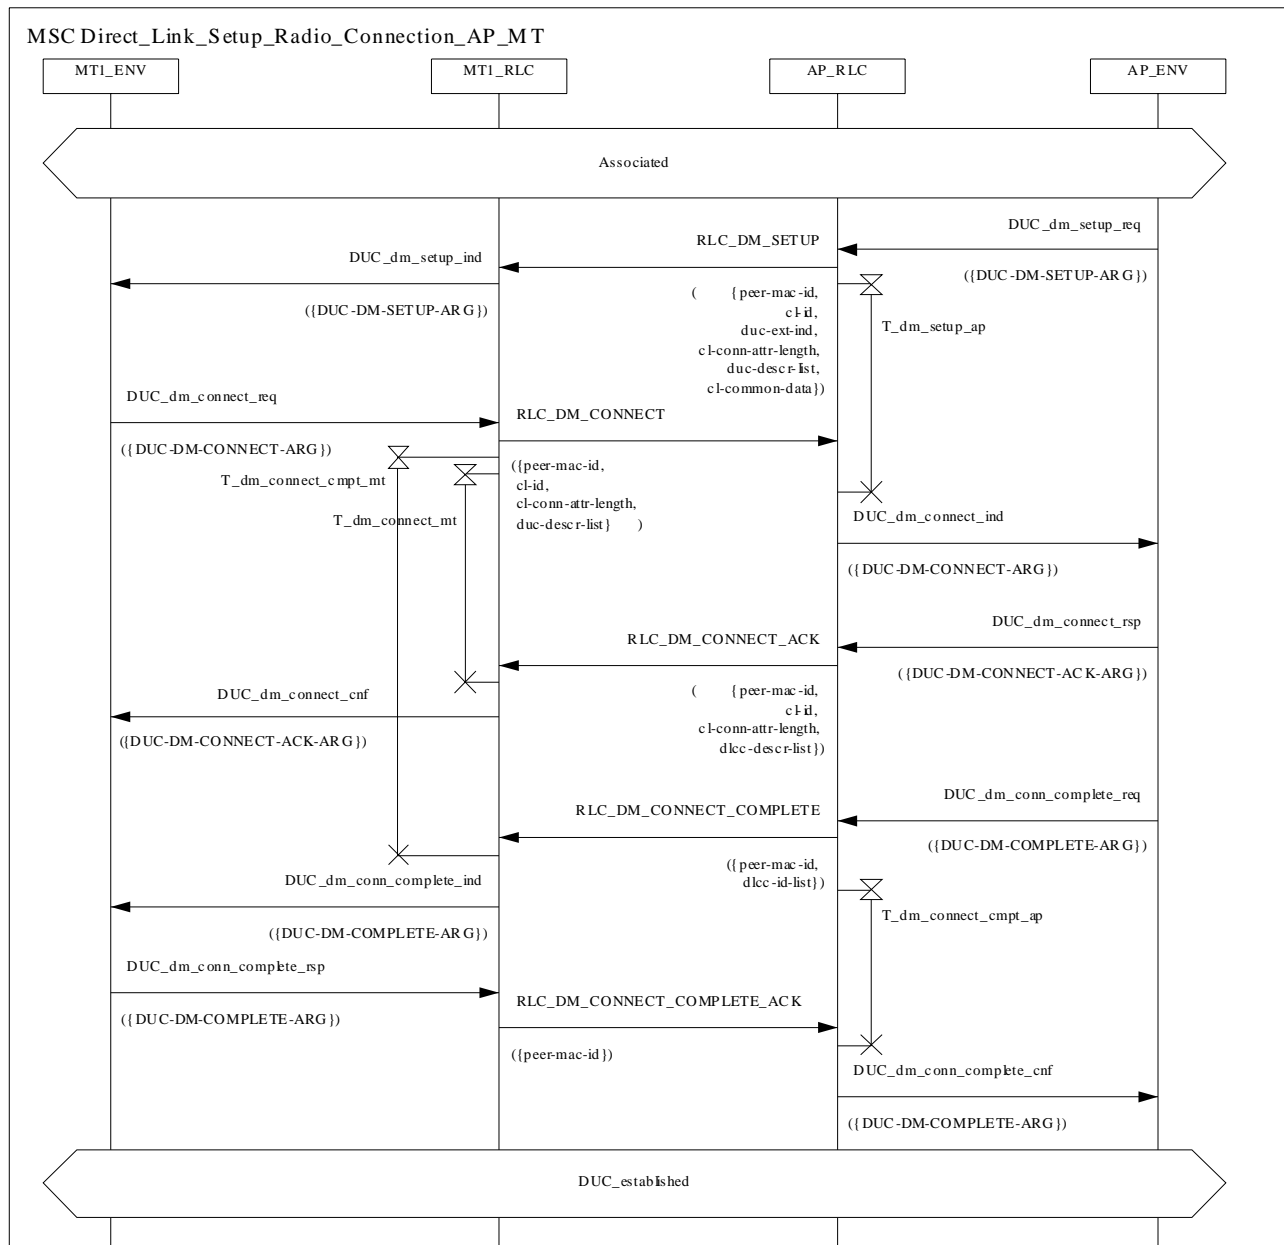 MSC Direct_Link_Setup_Radio_Connection_AP_MT
MT1_ENV
MT1_RLC
AP_RLC
AP_ENV
Associated
DUC_dm_setup_req
RLC_DM_SETUP
DUC_dm_setup_ind
({DUC-DM-SETUP-ARG})
({DUC-DM-SETUP-ARG})
( {peer-mac-id,
cl-id,
duc-ext-ind,
cl-conn-attr-length,
duc-descr-list,
cl-common-data})
T_dm_setup_ap
DUC_dm_connect_req
RLC_DM_CONNECT
({DUC-DM-CONNECT-ARG})
({peer-mac-id,
cl-id,
cl-conn-attr-length,
duc-descr-list} )
T_dm_connect_cmpt_mt
T_dm_connect_mt
DUC_dm_connect_ind
({DUC-DM-CONNECT-ARG})
DUC_dm_connect_rsp
RLC_DM_CONNECT_ACK
({DUC-DM-CONNECT-ACK-ARG})
DUC_dm_connect_cnf
( {peer-mac-id,
cl-id,
cl-conn-attr-length,
dlcc-descr-list})
({DUC-DM-CONNECT-ACK-ARG})
DUC_dm_conn_complete_req
RLC_DM_CONNECT_COMPLETE
({DUC-DM-COMPLETE-ARG})
({peer-mac-id,
dlcc-id-list})
DUC_dm_conn_complete_ind
T_dm_connect_cmpt_ap
({DUC-DM-COMPLETE-ARG})
DUC_dm_conn_complete_rsp
RLC_DM_CONNECT_COMPLETE_ACK
({DUC-DM-COMPLETE-ARG})
({peer-mac-id})
DUC_dm_conn_complete_cnf
({DUC-DM-COMPLETE-ARG})
DUC_established